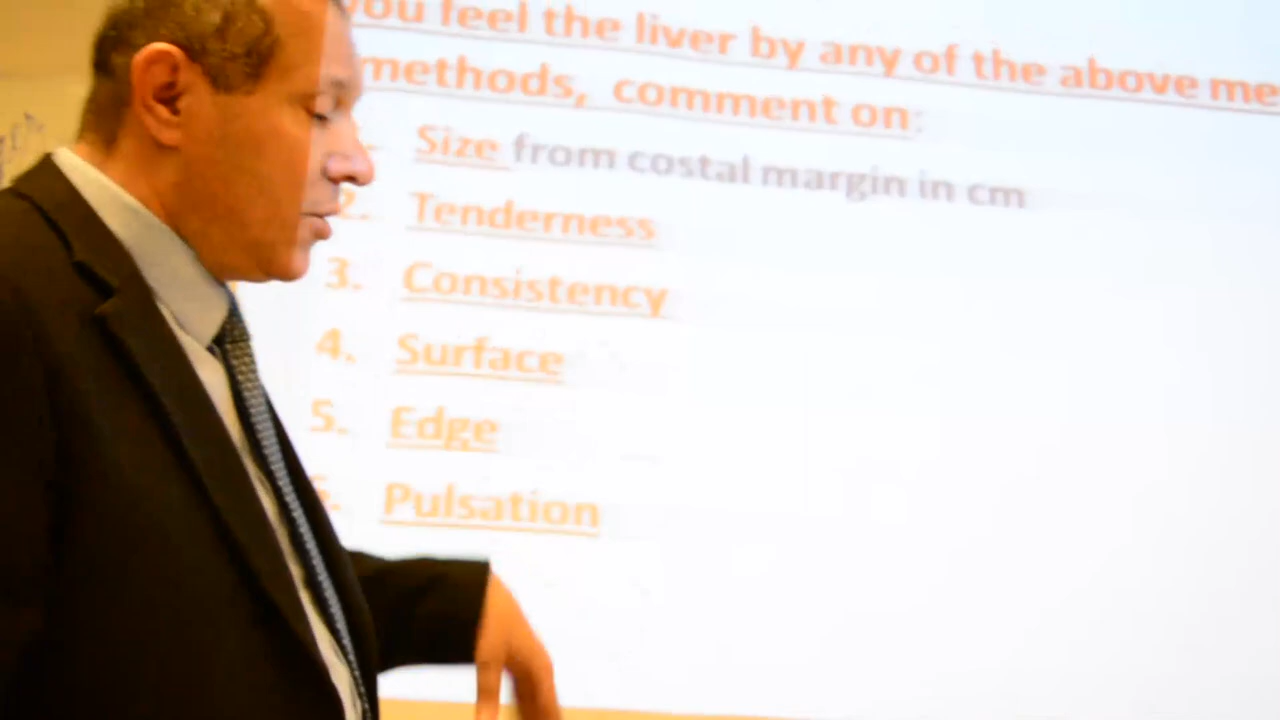 you feel the liver by any of the above me
methods, comment on:
Size from costal margin in cm
2. Tenderness
3. Consistency
4. Surface
5. Edge
Pulsation